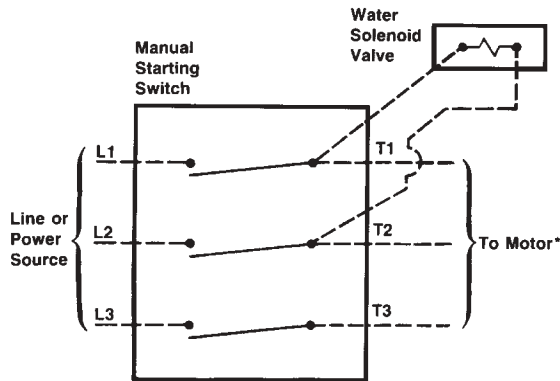 Water
Solenoid
Valve
Manual
Starting
Switch
L1
T1
Line or
Power
Source
L2
T2
To Motor*
L3
T3